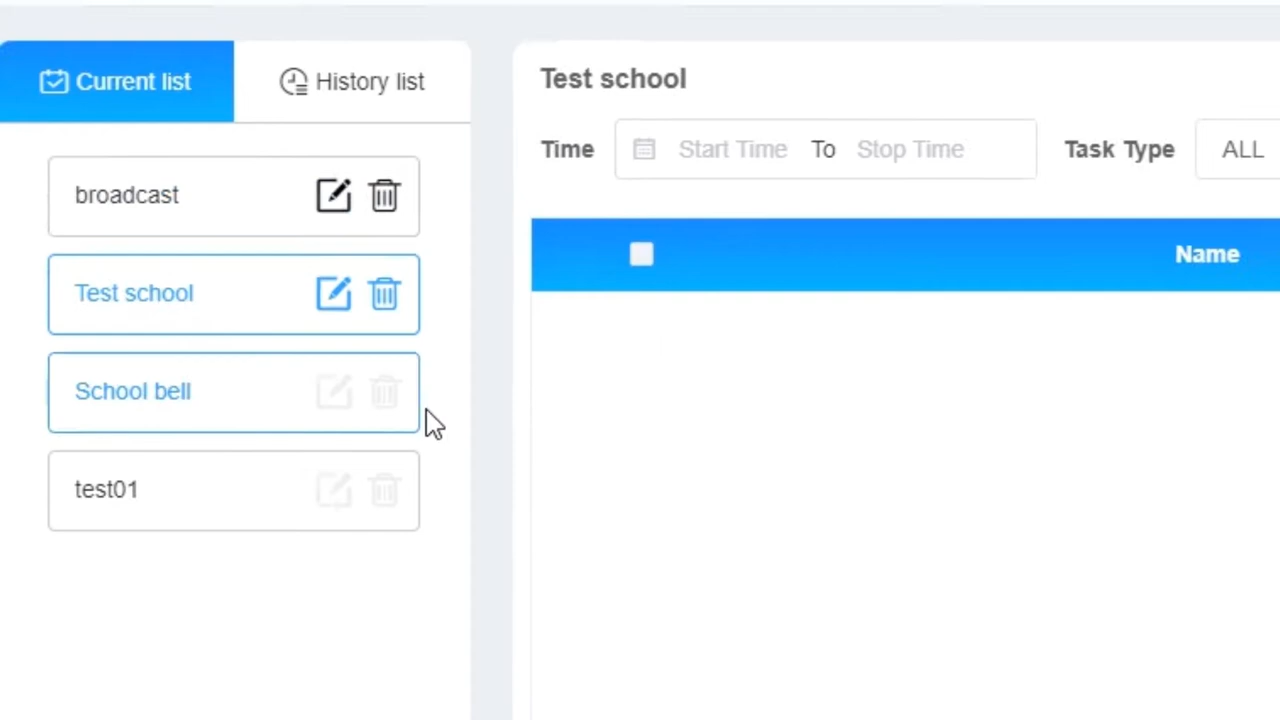 Current list
History list
broadcast
Test school
School bell
test01
Test school
Time Start Time To Stop Time Task Type ALL
Name